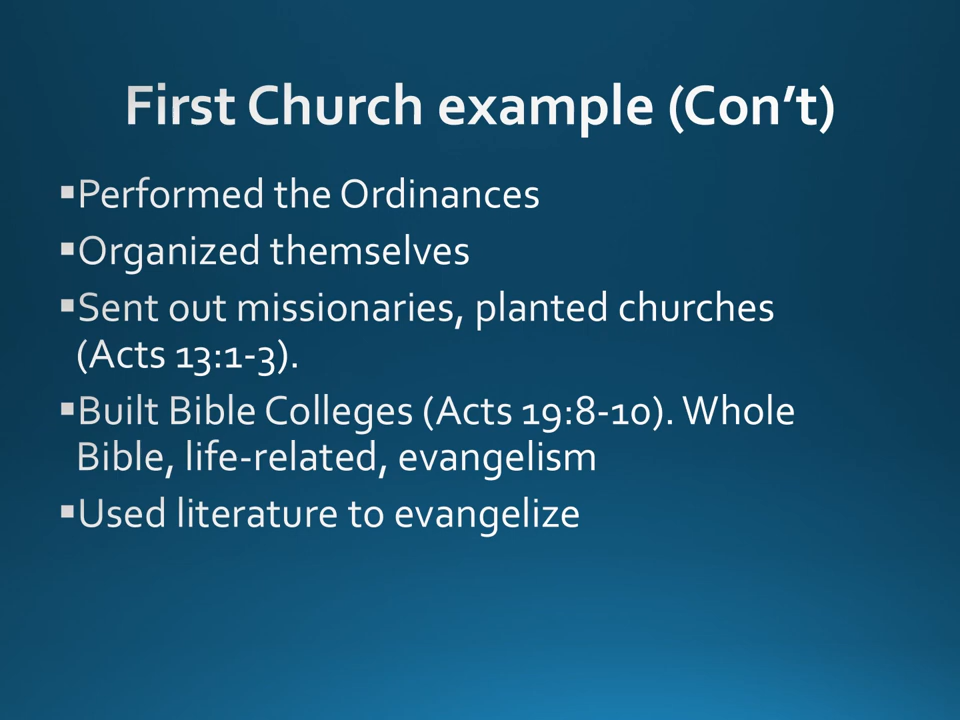 First Church example (Con’t)
▪Performed the Ordinances
▪Organized themselves
▪Sent out missionaries, planted churches
(Acts 13:1-3).
▪Built Bible Colleges (Acts 19:8-10). Whole
Bible, life-related, evangelism
▪Used literature to evangelize